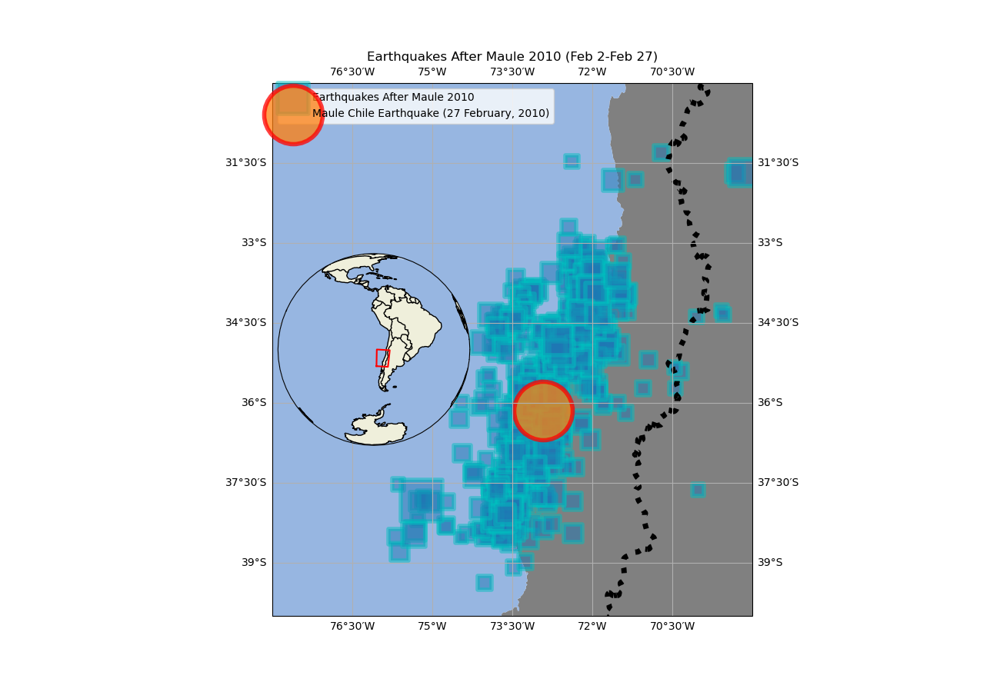 Earthquakes After Maule 2010 (Feb 2-Feb 27)
76°30′W 75°W 73°30′W 72°W 70°30′W
Earthquakes After Maule 2010
Maule Chile Earthquake (27 February, 2010)
31°30′S 31°30′S
33°S 33°S
34°30′S 34°30′S
36°S 36°S
37°30′S 37°30′S
39°S 39°S
76°30′W 75°W 73°30′W 72°W 70°30′W